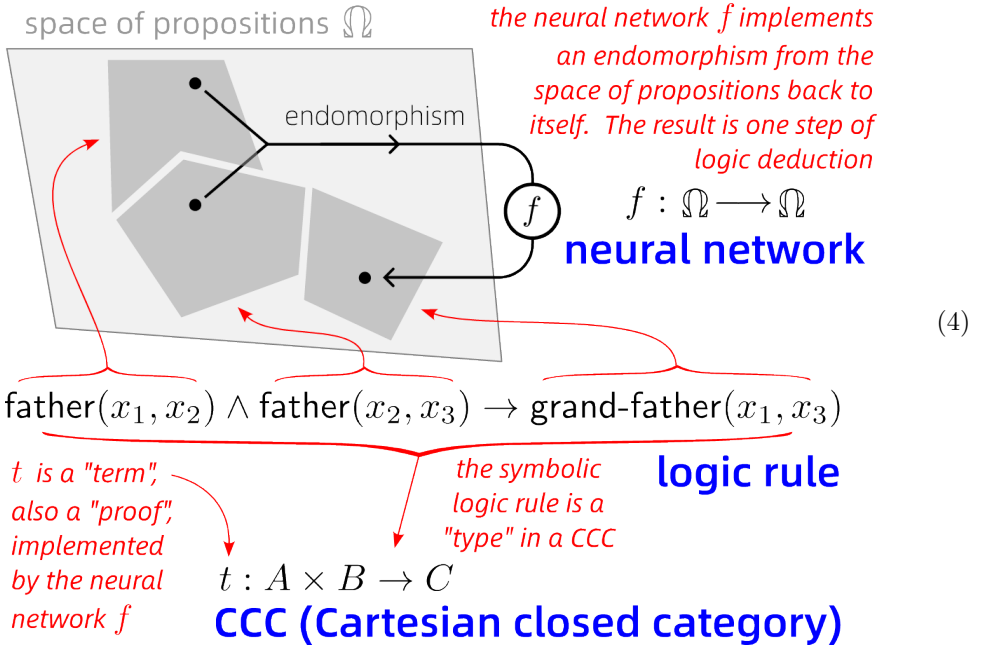 space of propositions Ω
the neural network f implements
an endomorphism from the
space of propositions back to
itself. The result is one step of
logic deduction
endomorphism
f
f : Ω ⟶ Ω
neural network
(4)
father(x₁, x₂) ∧ father(x₂, x₃) → grand-father(x₁, x₃)
t is a "term",
also a "proof",
implemented
by the neural
network f
the symbolic
logic rule is a
"type" in a CCC
logic rule
t : A × B → C
CCC (Cartesian closed category)